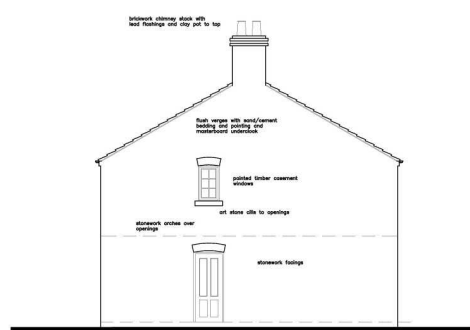 brickwork chimney stack with
lead flashings and clay pot to top
flush verges with sand/cement
bedding and pointing and
masterboard undercloak
painted timber casement
windows
art stone cills to openings
stonework arches over
openings
stonework facings